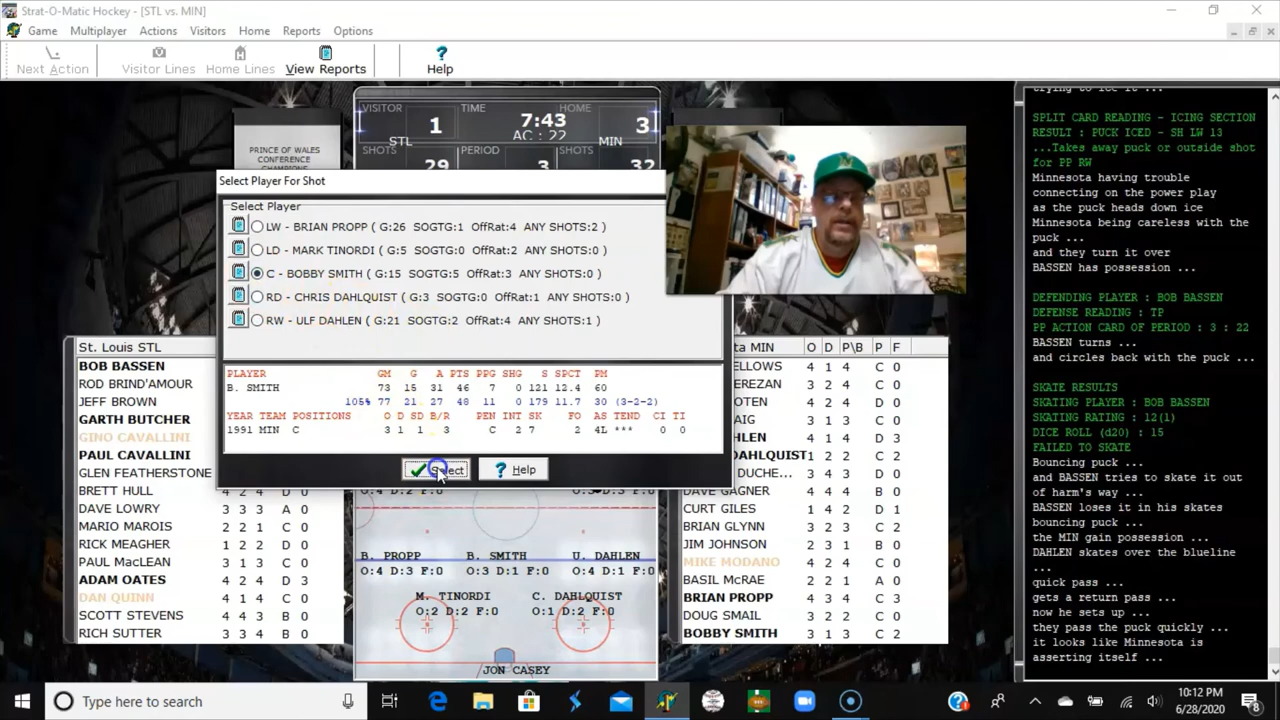 Strat-O-Matic Hockey - [STL vs. MIN]
Game Multiplayer Actions Visitors Home Reports Options
Next Action Visitor Lines Home Lines View Reports Help
VISITOR TIME HOME
1 7:43 3
STL AC : 22 MIN
SHOTS PERIOD SHOTS
29 3 32
PRINCE OF WALES
CONFERENCE
CHAMPIONS
Select Player For Shot
Select Player
LW - BRIAN PROPP ( G:26 SOGTG:1 OffRat:4 ANY SHOTS:2 )
LD - MARK TINORDI ( G:5 SOGTG:0 OffRat:2 ANY SHOTS:0 )
C - BOBBY SMITH ( G:15 SOGTG:5 OffRat:3 ANY SHOTS:0 )
RD - CHRIS DAHLQUIST ( G:3 SOGTG:0 OffRat:1 ANY SHOTS:0 )
RW - ULF DAHLEN ( G:21 SOGTG:2 OffRat:4 ANY SHOTS:1 )
PLAYER GM G A PTS PPG SHG S SPCT PM
B. SMITH 73 15 31 46 7 0 121 12.4 60
105% 77 21 27 48 11 0 179 11.7 30 (3-2-2)
YEAR TEAM POSITIONS O D SD B/R PEN INT SK FO AS TEND CI TI
1991 MIN C 3 1 1 3 C 2 7 2 4L *** 0 0
Select Help
St. Louis STL
BOB BASSEN
ROD BRIND'AMOUR
JEFF BROWN
GARTH BUTCHER
GINO CAVALLINI
PAUL CAVALLINI
GLEN FEATHERSTONE
BRETT HULL
DAVE LOWRY 3 3 3 A 0
MARIO MAROIS 2 2 1 C 0
RICK MEAGHER 1 2 2 D 0
PAUL MacLEAN 3 1 3 C 0
ADAM OATES 4 2 4 D 3
DAN QUINN 4 1 4 C 0
SCOTT STEVENS 4 3 4 B 0
RICH SUTTER 3 3 4 B 0
O:4 D:2 F:0
B. PROPP B. SMITH U. DAHLEN
O:4 D:3 F:0 O:3 D:1 F:0 O:4 D:4 F:0
M. TINORDI C. DAHLQUIST
O:2 D:2 F:0 O:1 D:2 F:0
JON CASEY
ta MIN O D P\B P F
ELLOWS 4 1 4 C 0
EREZAN 3 2 4 C 0
OTEN 4 2 4 C 0
AIG 3 1 3 C 0
HLEN 4 4 4 D 3
DAHLQUIST 1 2 2 C 2
DUCHE... 3 4 3 D 0
DAVE GAGNER 4 4 4 B 0
CURT GILES 1 4 2 D 1
BRIAN GLYNN 3 2 3 C 2
JIM JOHNSON 2 3 1 B 0
MIKE MODANO 4 2 4 C 0
BASIL McRAE 2 2 1 A 0
BRIAN PROPP 4 3 4 C 3
DOUG SMAIL 3 2 2 C 0
BOBBY SMITH 3 1 3 C 2
trying to ice it ...
SPLIT CARD READING - ICING SECTION
RESULT : PUCK ICED - SH LW 13
...Takes away puck or outside shot
for PP RW
Minnesota having trouble
connecting on the power play
as the puck heads down ice
Minnesota being careless with the
puck ...
and they turn it over
BASSEN has possession ...
DEFENDING PLAYER : BOB BASSEN
DEFENSE READING : TP
PP ACTION CARD OF PERIOD : 3 : 22
BASSEN turns ...
and circles back with the puck ...
SKATE RESULTS
SKATING PLAYER : BOB BASSEN
SKATING RATING : 12(1)
DICE ROLL (d20) : 15
FAILED TO SKATE
Bouncing puck ...
and BASSEN tries to skate it out
of harm's way ...
BASSEN loses it in his skates
bouncing puck ...
the MIN gain possession ...
DAHLEN skates over the blueline
...
quick pass ...
gets a return pass ...
now he sets up ...
they pass the puck quickly ...
it looks like Minnesota is
asserting itself ...
Type here to search
10:12 PM
6/28/2020
8